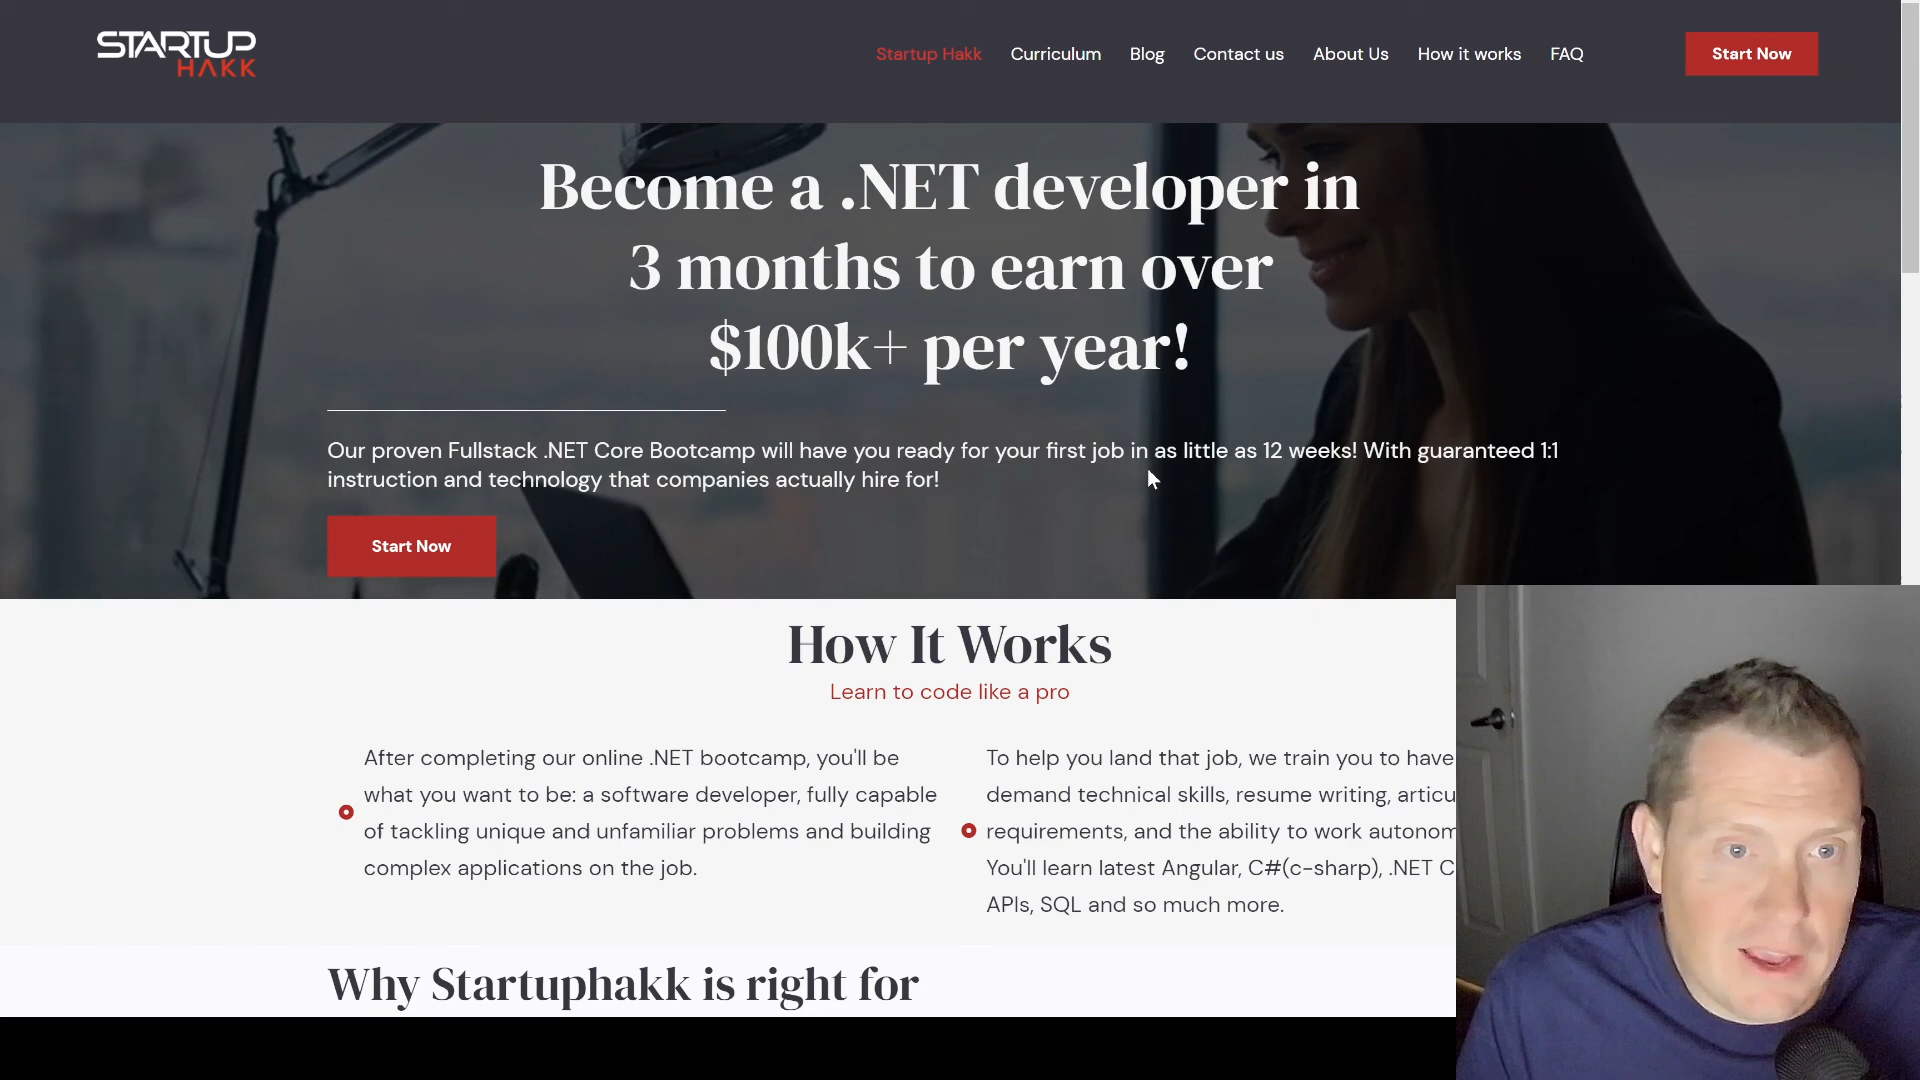 STARTUP
HAKK
Startup Hakk Curriculum Blog Contact us About Us How it works FAQ Start Now
Become a .NET developer in
3 months to earn over
$100k+ per year!
Our proven Fullstack .NET Core Bootcamp will have you ready for your first job in as little as 12 weeks! With guaranteed 1:1
instruction and technology that companies actually hire for!
Start Now
How It Works
Learn to code like a pro
After completing our online .NET bootcamp, you'll be
what you want to be: a software developer, fully capable
of tackling unique and unfamiliar problems and building
complex applications on the job.
To help you land that job, we train you to have
demand technical skills, resume writing, articu
requirements, and the ability to work autonom
You'll learn latest Angular, C#(c-sharp), .NET C
APIs, SQL and so much more.
Why Startuphakk is right for